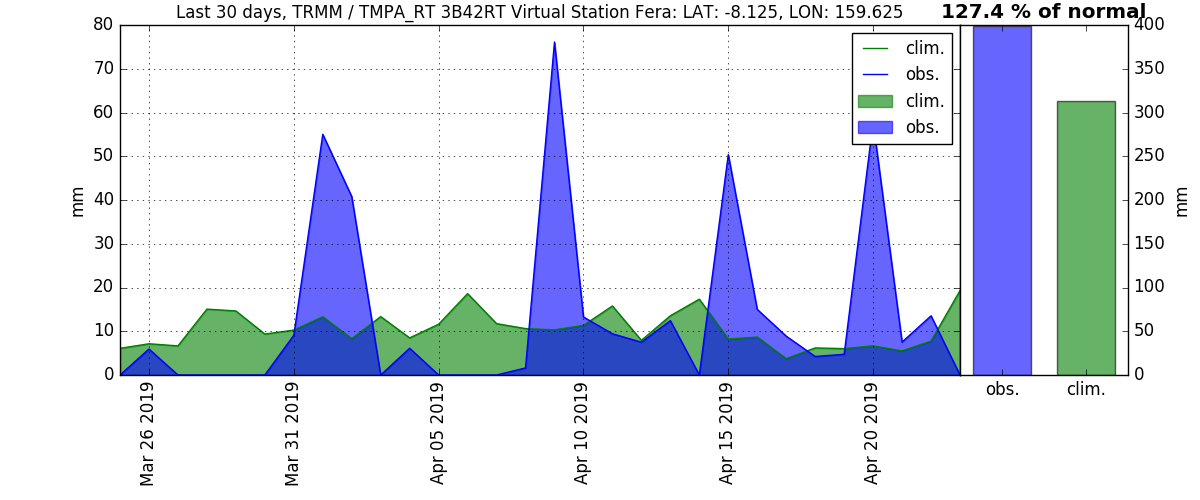 Last 30 days, TRMM / TMPA_RT 3B42RT Virtual Station Fera: LAT: -8.125, LON: 159.625
127.4 % of normal
80
70
60
50
40
30
20
10
0
mm
clim.
obs.
clim.
obs.
400
350
300
250
200
150
100
50
0
mm
obs.
clim.
Mar 26 2019
Mar 31 2019
Apr 05 2019
Apr 10 2019
Apr 15 2019
Apr 20 2019